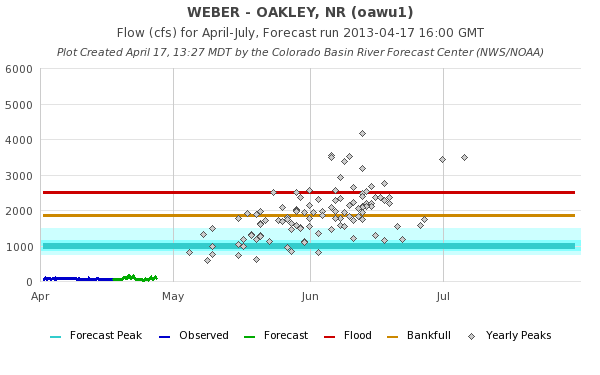 WEBER - OAKLEY, NR (oawu1)
Flow (cfs) for April-July, Forecast run 2013-04-17 16:00 GMT
Plot Created April 17, 13:27 MDT by the Colorado Basin River Forecast Center (NWS/NOAA)
6000
5000
4000
3000
2000
1000
0
Apr May Jun Jul
Forecast Peak Observed Forecast Flood Bankfull Yearly Peaks